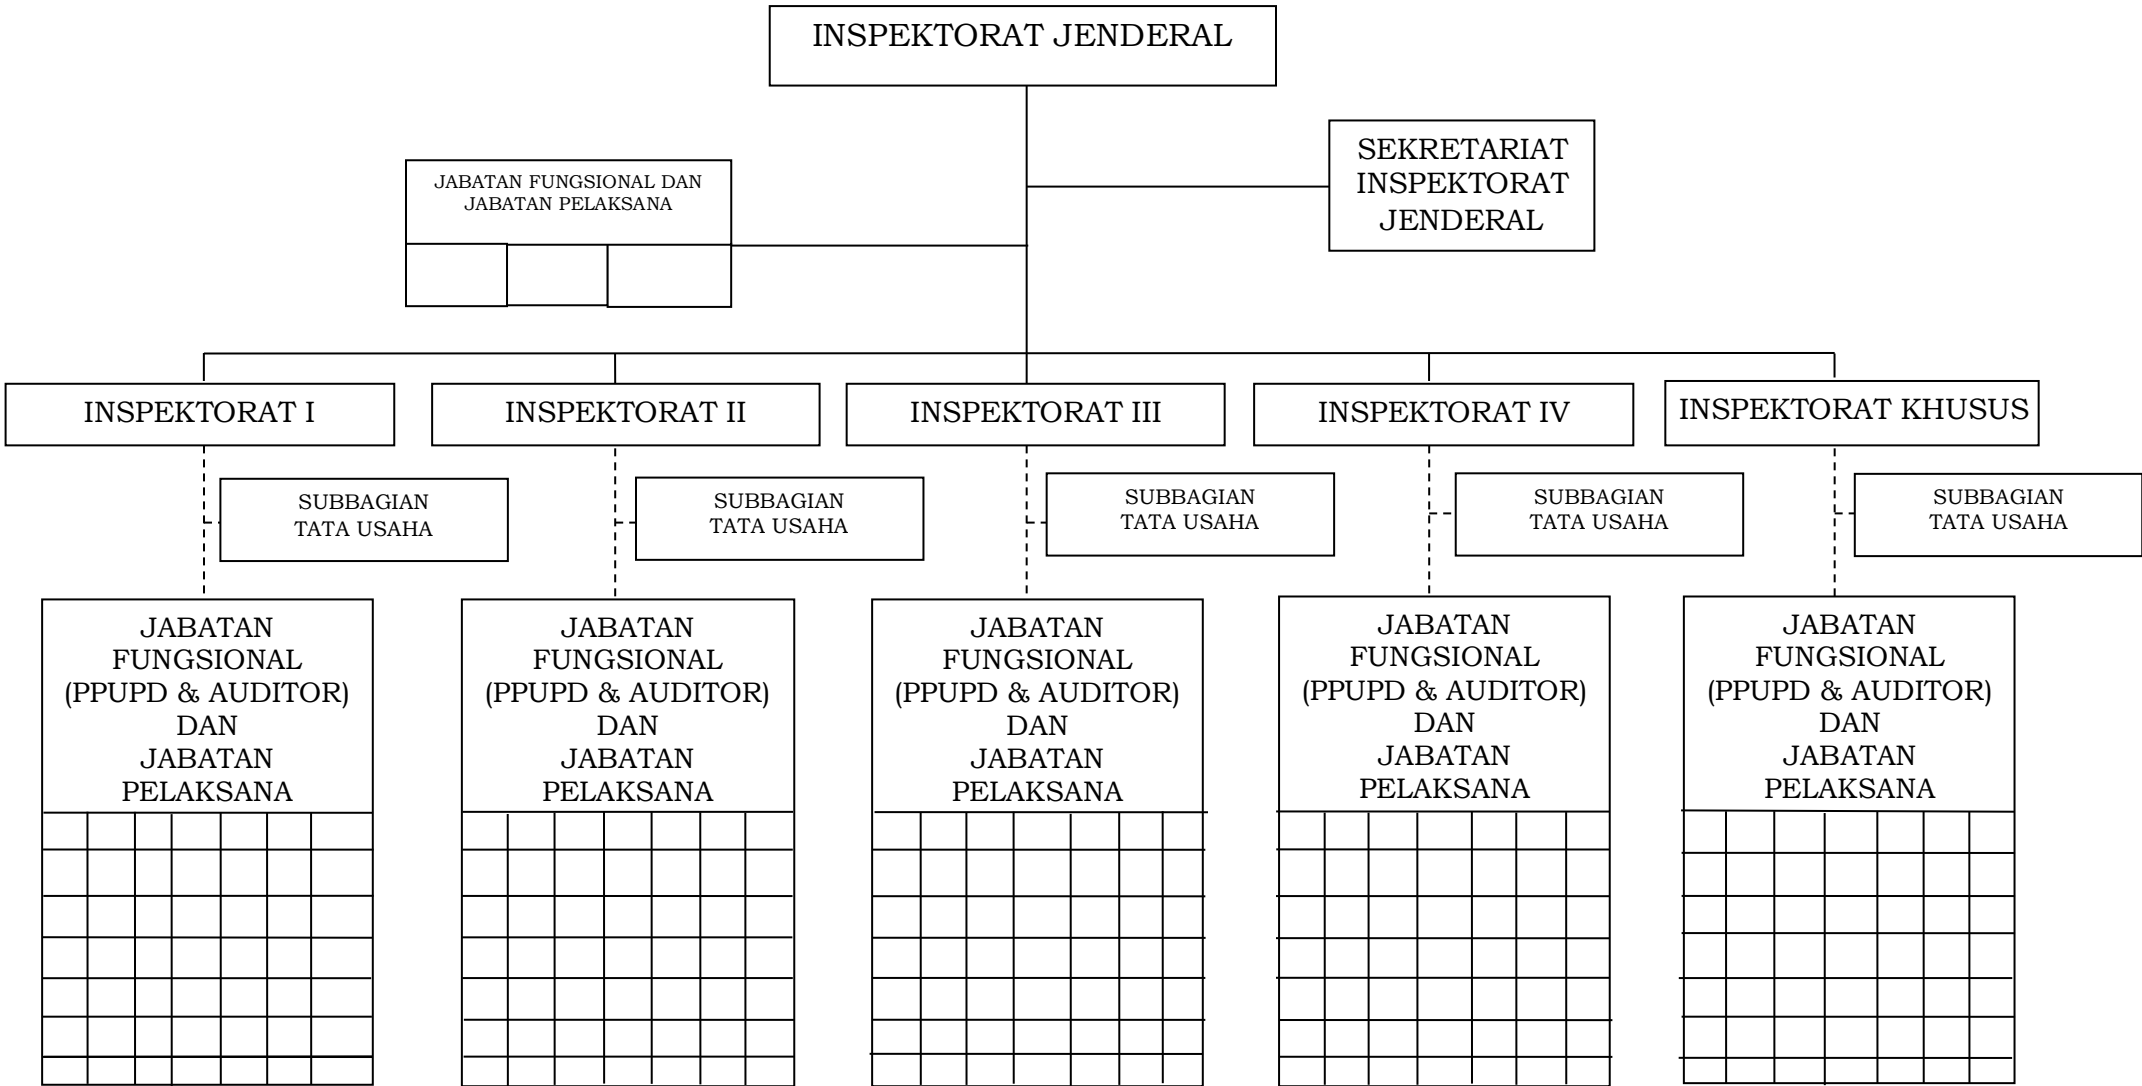 INSPEKTORAT JENDERAL
SEKRETARIAT
INSPEKTORAT
JENDERAL
JABATAN FUNGSIONAL DAN
JABATAN PELAKSANA
INSPEKTORAT I
INSPEKTORAT II
INSPEKTORAT III
INSPEKTORAT IV
INSPEKTORAT KHUSUS
SUBBAGIAN
TATA USAHA
SUBBAGIAN
TATA USAHA
SUBBAGIAN
TATA USAHA
SUBBAGIAN
TATA USAHA
SUBBAGIAN
TATA USAHA
JABATAN
FUNGSIONAL
(PPUPD & AUDITOR)
DAN
JABATAN
PELAKSANA
JABATAN
FUNGSIONAL
(PPUPD & AUDITOR)
DAN
JABATAN
PELAKSANA
JABATAN
FUNGSIONAL
(PPUPD & AUDITOR)
DAN
JABATAN
PELAKSANA
JABATAN
FUNGSIONAL
(PPUPD & AUDITOR)
DAN
JABATAN
PELAKSANA
JABATAN
FUNGSIONAL
(PPUPD & AUDITOR)
DAN
JABATAN
PELAKSANA